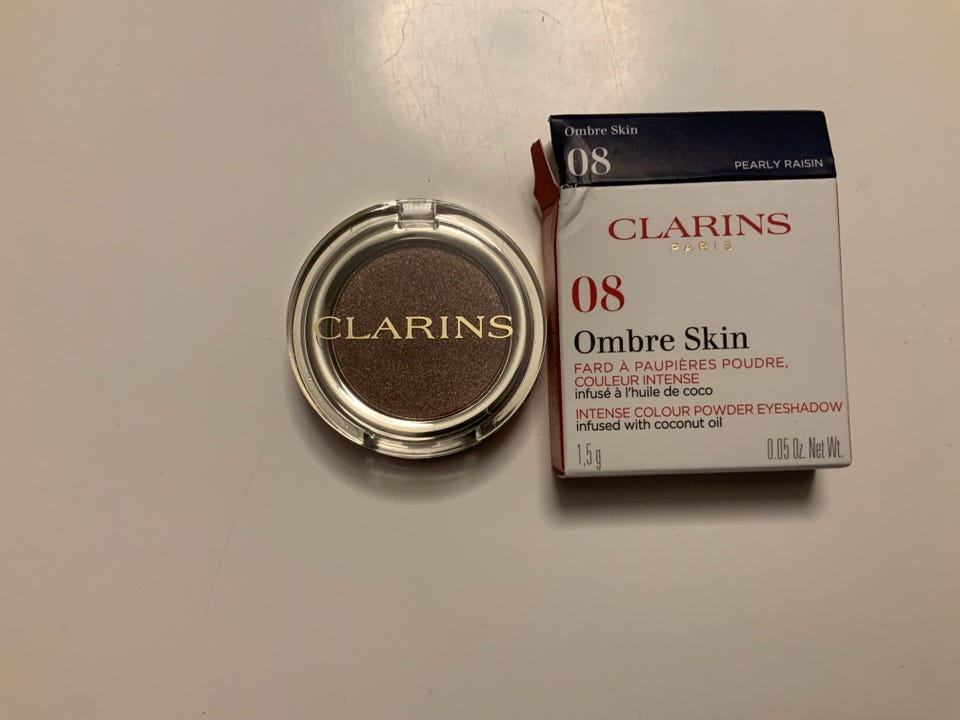 CLARINS
Ombre Skin
08
PEARLY RAISIN
CLARINS
PARIS
08
Ombre Skin
FARD À PAUPIÈRES POUDRE,
COULEUR INTENSE
infusé à l'huile de coco
INTENSE COLOUR POWDER EYESHADOW
infused with coconut oil
1,5 g
0.05 Oz. Net Wt.